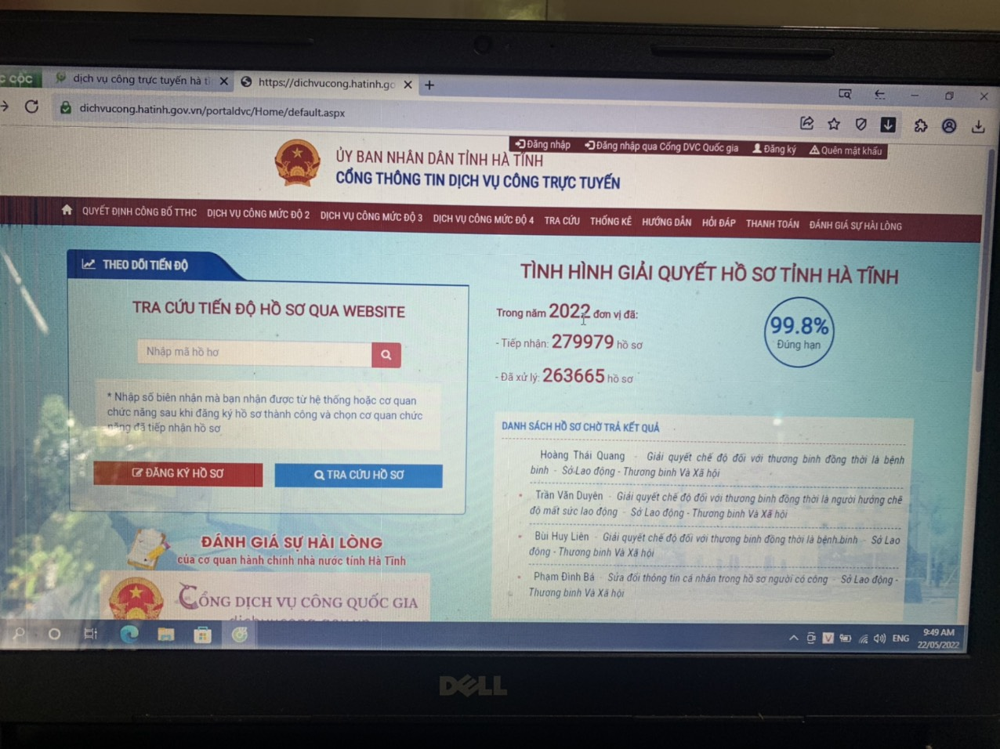 C CỐC
dịch vụ công trực tuyến hà tĩ
https://dichvucong.hatinh.go
dichvucong.hatinh.gov.vn/portaldvc/Home/default.aspx
Đăng nhập Đăng nhập qua Cổng DVC Quốc gia Đăng ký Quên mật khẩu
ỦY BAN NHÂN DÂN TỈNH HÀ TĨNH
CỔNG THÔNG TIN DỊCH VỤ CÔNG TRỰC TUYẾN
QUYẾT ĐỊNH CÔNG BỐ TTHC DỊCH VỤ CÔNG MỨC ĐỘ 2 DỊCH VỤ CÔNG MỨC ĐỘ 3 DỊCH VỤ CÔNG MỨC ĐỘ 4 TRA CỨU THỐNG KÊ HƯỚNG DẪN HỎI ĐÁP THANH TOÁN ĐÁNH GIÁ SỰ HÀI LÒNG
THEO DÕI TIẾN ĐỘ
TRA CỨU TIẾN ĐỘ HỒ SƠ QUA WEBSITE
Nhập mã hồ hơ
* Nhập số biên nhận mà bạn nhận được từ hệ thống hoặc cơ quan
chức năng sau khi đăng ký hồ sơ thành công và chọn cơ quan chức
năng đã tiếp nhận hồ sơ
ĐĂNG KÝ HỒ SƠ
TRA CỨU HỒ SƠ
ĐÁNH GIÁ SỰ HÀI LÒNG
của cơ quan hành chính nhà nước tỉnh Hà Tĩnh
CỔNG DỊCH VỤ CÔNG QUỐC GIA
dichvucong.gov.vn
TÌNH HÌNH GIẢI QUYẾT HỒ SƠ TỈNH HÀ TĨNH
Trong năm 2022 đơn vị đã:
- Tiếp nhận: 279979 hồ sơ
- Đã xử lý: 263665 hồ sơ
99.8%
Đúng hạn
DANH SÁCH HỒ SƠ CHỜ TRẢ KẾT QUẢ
Hoàng Thái Quang - Giải quyết chế độ đối với thương binh đồng thời là bệnh
binh - Sở Lao động - Thương binh Và Xã hội
Trần Văn Duyên - Giải quyết chế độ đối với thương binh đồng thời là người hưởng chế
độ mất sức lao động - Sở Lao động - Thương binh Và Xã hội
Bùi Huy Liên - Giải quyết chế độ đối với thương binh đồng thời là bệnh binh - Sở Lao
động - Thương binh Và Xã hội
Phạm Đình Bá - Sửa đổi thông tin cá nhân trong hồ sơ người có công - Sở Lao động -
Thương binh Và Xã hội
V ENG
9:49 AM
22/05/2022
DELL